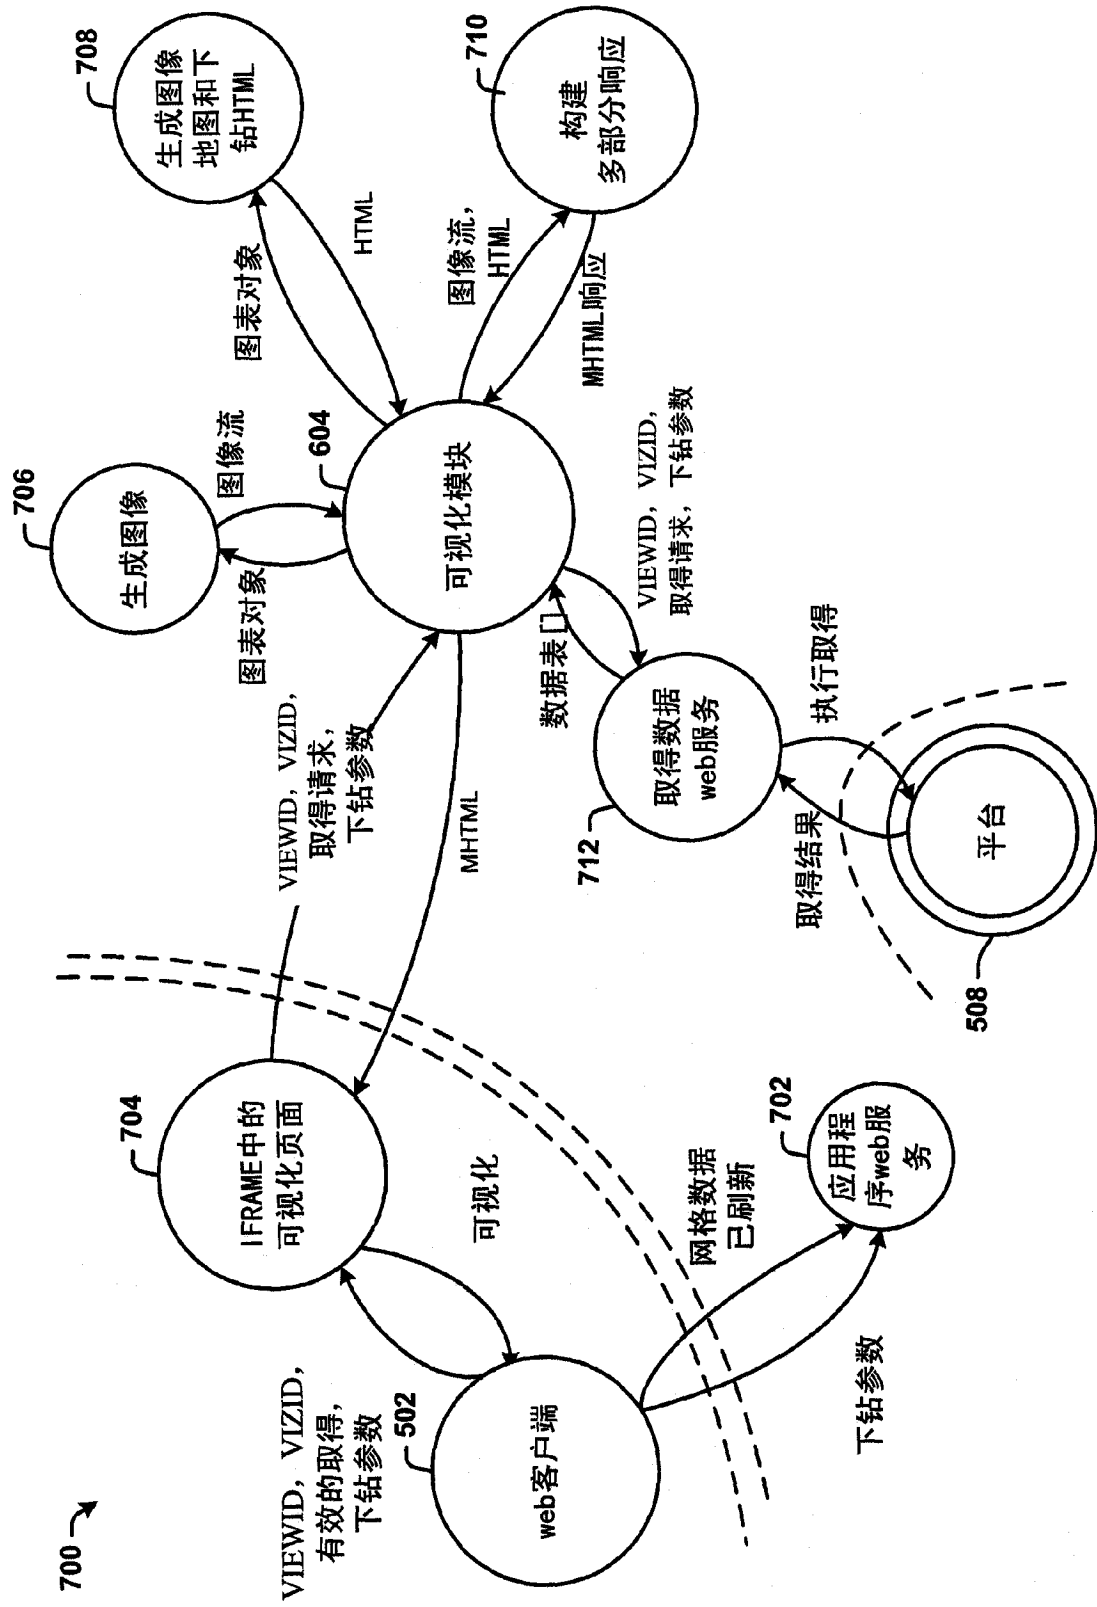 700
VIEWID, VIZID,
有效的取得,
下钻参数
502
web客户端
704
IFRAME中的
可视化页面
可视化
网格数据
已刷新
下钻参数
702
应用程
序web服
务
VIEWID, VIZID,
取得请求,
下钻参数
MHTML
706
生成图像
图表对象
图像流
604
可视化模块
708
生成图像
地图和下
钻HTML
图表对象
HTML
710
构建
多部分响应
图像流,
HTML
MHTML响应
VIEWID, VIZID,
取得请求, 下钻参数
数据表口
712
取得数据
web服务
执行取得
取得结果
508
平台